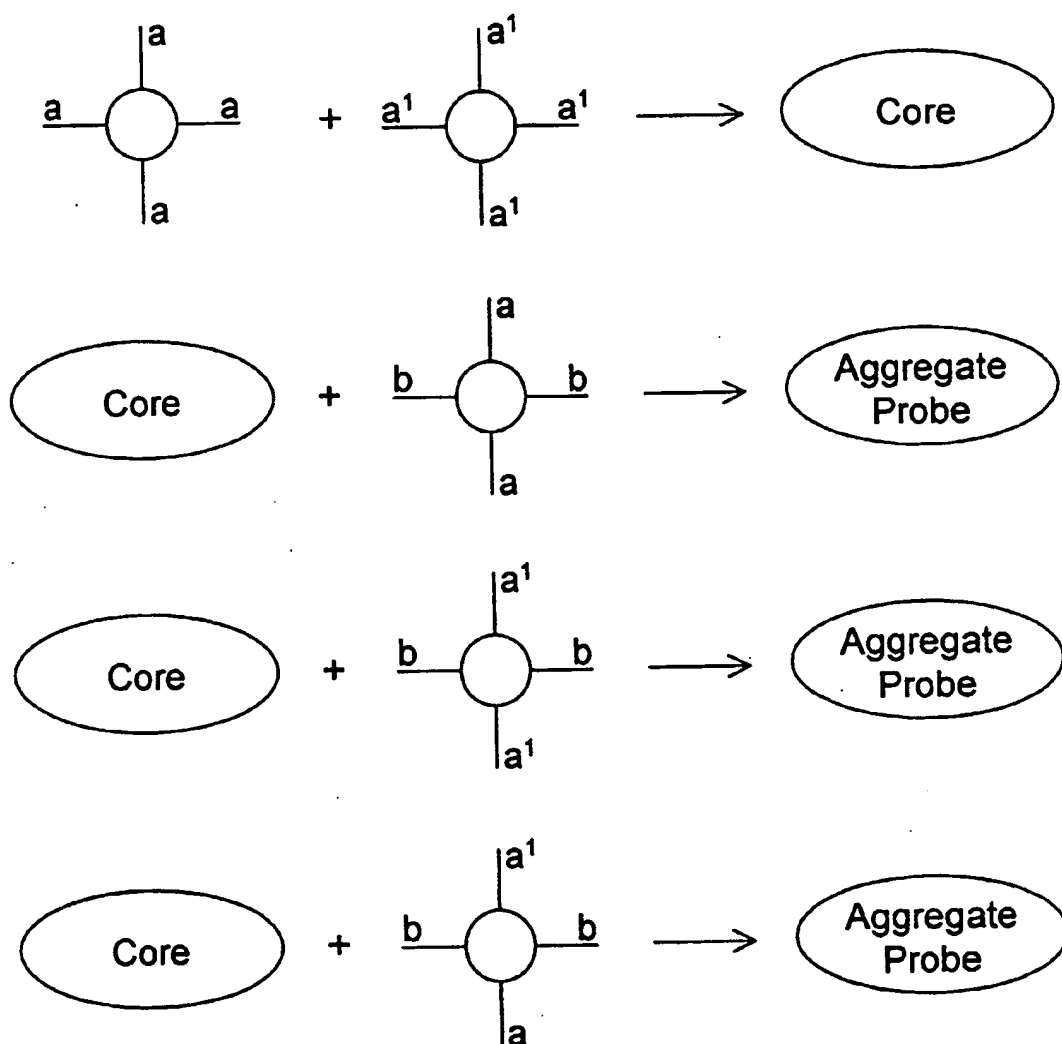 a
a a
a
+
a¹
a¹ a¹
a¹
Core
Core
+
a
b b
a
Aggregate
Probe
Core
+
a¹
b b
a¹
Aggregate
Probe
Core
+
a¹
b b
a
Aggregate
Probe